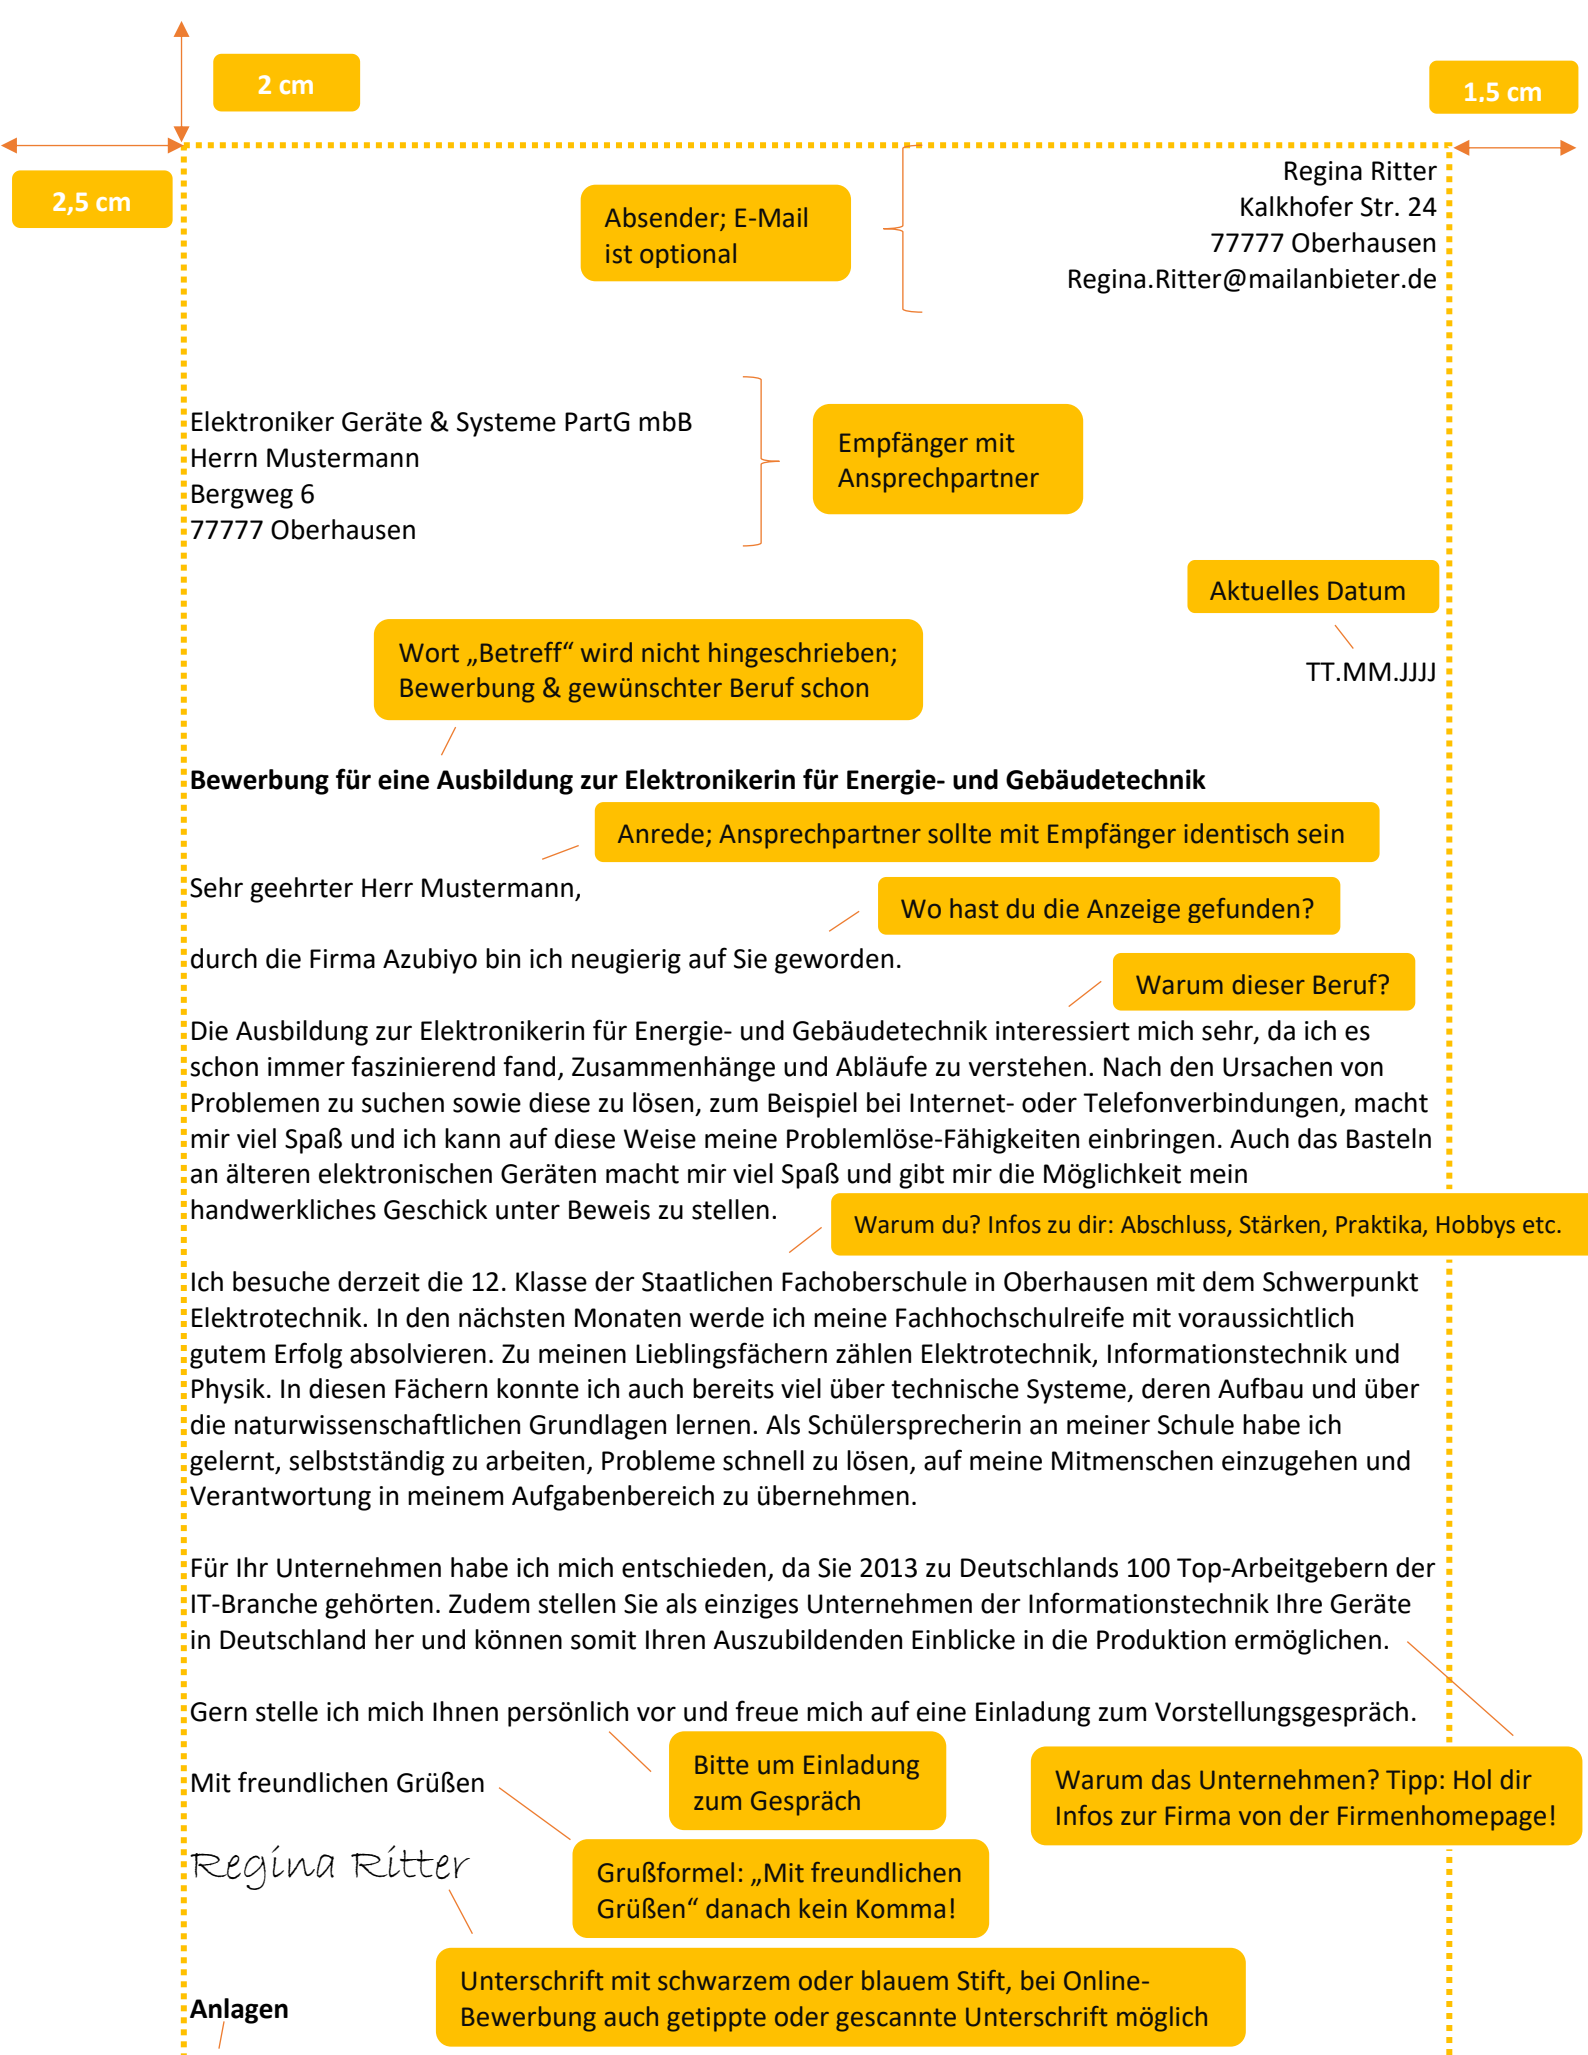 2 cm
1,5 cm
2,5 cm
Absender; E-Mail
ist optional
Regina Ritter
Kalkhofer Str. 24
77777 Oberhausen
Regina.Ritter@mailanbieter.de
Elektroniker Geräte & Systeme PartG mbB
Herrn Mustermann
Bergweg 6
77777 Oberhausen
Empfänger mit
Ansprechpartner
Aktuelles Datum
TT.MM.JJJJ
Wort „Betreff“ wird nicht hingeschrieben;
Bewerbung & gewünschter Beruf schon
Bewerbung für eine Ausbildung zur Elektronikerin für Energie- und Gebäudetechnik
Anrede; Ansprechpartner sollte mit Empfänger identisch sein
Sehr geehrter Herr Mustermann,
Wo hast du die Anzeige gefunden?
durch die Firma Azubiyo bin ich neugierig auf Sie geworden.
Warum dieser Beruf?
Die Ausbildung zur Elektronikerin für Energie- und Gebäudetechnik interessiert mich sehr, da ich es
schon immer faszinierend fand, Zusammenhänge und Abläufe zu verstehen. Nach den Ursachen von
Problemen zu suchen sowie diese zu lösen, zum Beispiel bei Internet- oder Telefonverbindungen, macht
mir viel Spaß und ich kann auf diese Weise meine Problemlöse-Fähigkeiten einbringen. Auch das Basteln
an älteren elektronischen Geräten macht mir viel Spaß und gibt mir die Möglichkeit mein
handwerkliches Geschick unter Beweis zu stellen.
Warum du? Infos zu dir: Abschluss, Stärken, Praktika, Hobbys etc.
Ich besuche derzeit die 12. Klasse der Staatlichen Fachoberschule in Oberhausen mit dem Schwerpunkt
Elektrotechnik. In den nächsten Monaten werde ich meine Fachhochschulreife mit voraussichtlich
gutem Erfolg absolvieren. Zu meinen Lieblingsfächern zählen Elektrotechnik, Informationstechnik und
Physik. In diesen Fächern konnte ich auch bereits viel über technische Systeme, deren Aufbau und über
die naturwissenschaftlichen Grundlagen lernen. Als Schülersprecherin an meiner Schule habe ich
gelernt, selbstständig zu arbeiten, Probleme schnell zu lösen, auf meine Mitmenschen einzugehen und
Verantwortung in meinem Aufgabenbereich zu übernehmen.
Für Ihr Unternehmen habe ich mich entschieden, da Sie 2013 zu Deutschlands 100 Top-Arbeitgebern der
IT-Branche gehörten. Zudem stellen Sie als einziges Unternehmen der Informationstechnik Ihre Geräte
in Deutschland her und können somit Ihren Auszubildenden Einblicke in die Produktion ermöglichen.
Gern stelle ich mich Ihnen persönlich vor und freue mich auf eine Einladung zum Vorstellungsgespräch.
Bitte um Einladung
zum Gespräch
Warum das Unternehmen? Tipp: Hol dir
Infos zur Firma von der Firmenhomepage!
Mit freundlichen Grüßen
Regina Ritter
Grußformel: „Mit freundlichen
Grüßen“ danach kein Komma!
Unterschrift mit schwarzem oder blauem Stift, bei Online-
Bewerbung auch getippte oder gescannte Unterschrift möglich
Anlagen